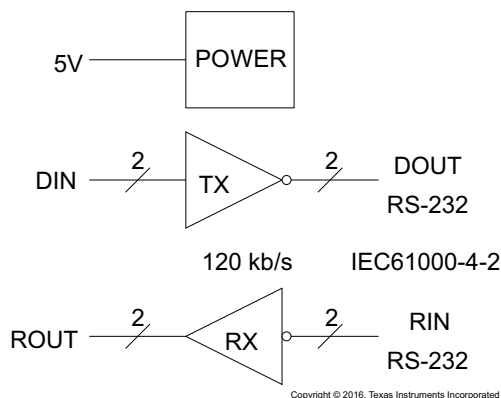 5V
POWER
2
2
DIN
TX
DOUT
RS-232
120 kb/s
IEC61000-4-2
2
2
ROUT
RX
RIN
RS-232
Copyright © 2016, Texas Instruments Incorporated